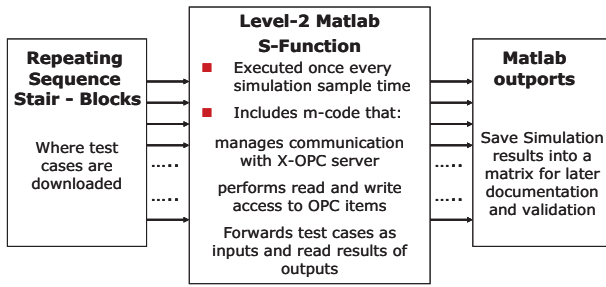 Repeating
Sequence
Stair - Blocks
Where test
cases are
downloaded
.....
.....
Level-2 Matlab
S-Function
Executed once every
simulation sample time
Includes m-code that:
manages communication
with X-OPC server
performs read and write
access to OPC items
Forwards test cases as
inputs and read results of
outputs
.....
.....
Matlab
outports
Save Simulation
results into a
matrix for later
documentation
and validation